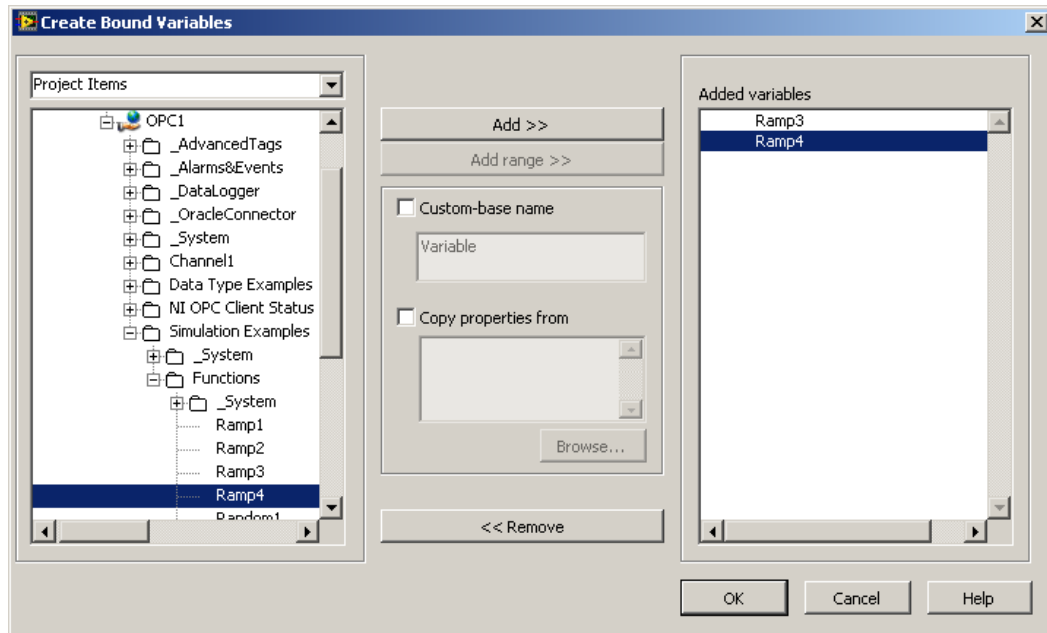 Create Bound Variables
Project Items
OPC1
_AdvancedTags
_Alarms&Events
_DataLogger
_OracleConnector
_System
Channel1
Data Type Examples
NI OPC Client Status
Simulation Examples
_System
Functions
_System
Ramp1
Ramp2
Ramp3
Ramp4
Random1
Add >>
Add range >>
Custom-base name
Variable
Copy properties from
Browse...
<< Remove
Added variables
Ramp3
Ramp4
OK
Cancel
Help